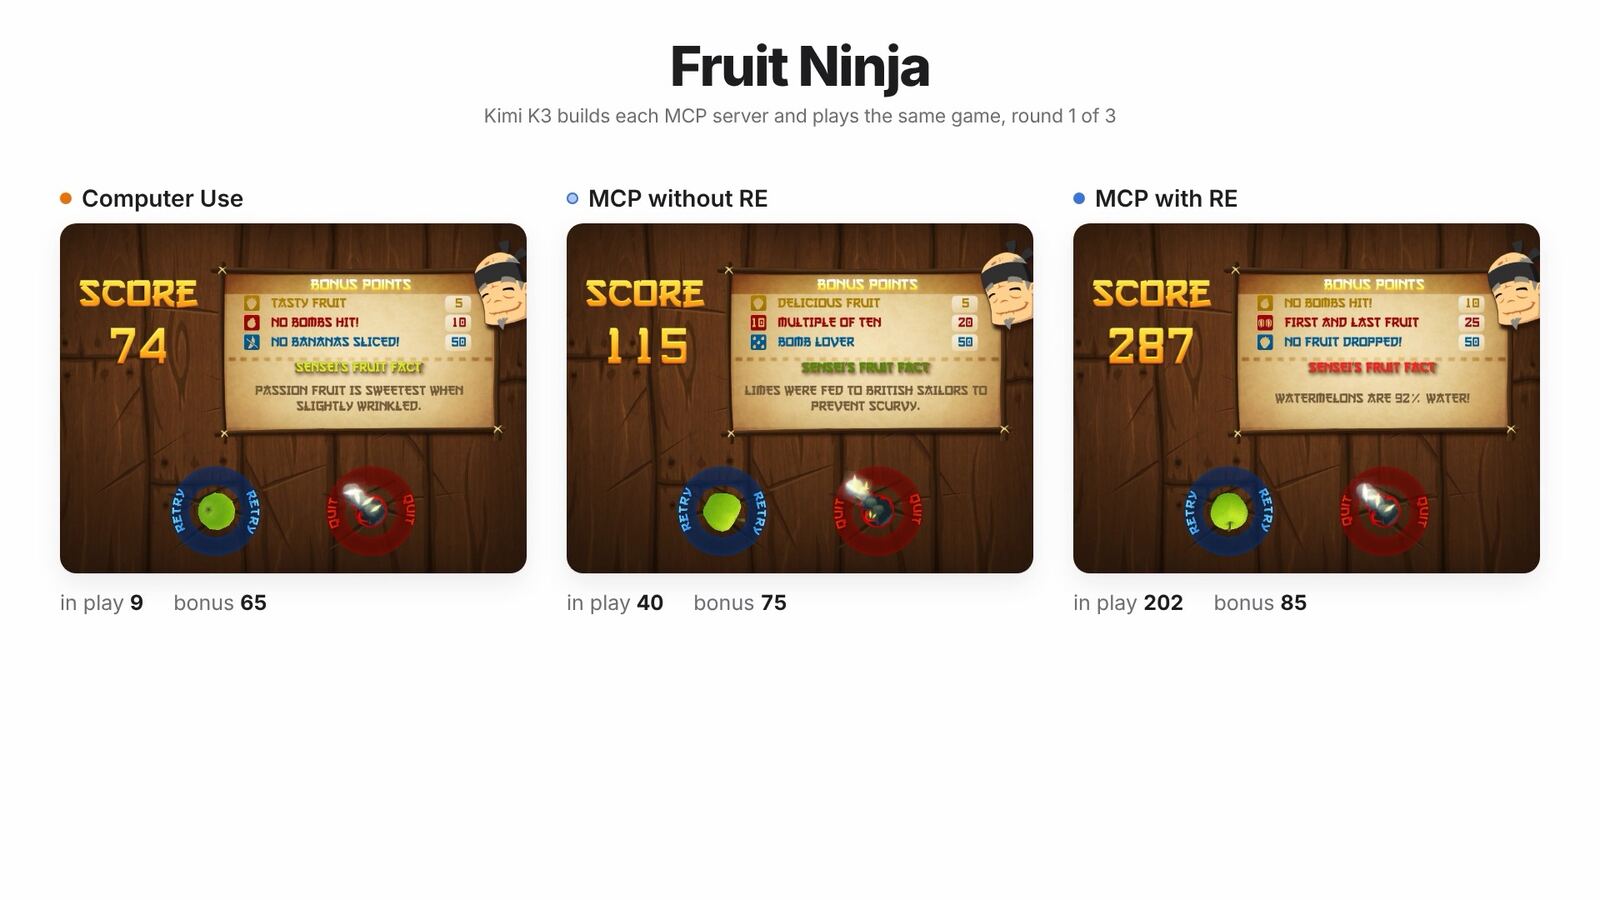 Fruit Ninja
Kimi K3 builds each MCP server and plays the same game, round 1 of 3
Computer Use
SCORE
74
BONUS POINTS
TASTY FRUIT 5
NO BOMBS HIT! 10
NO BANANAS SLICED! 50
SENSEI'S FRUIT FACT
PASSION FRUIT IS SWEETEST WHEN
SLIGHTLY WRINKLED.
RETRY RETRY
QUIT QUIT
in play 9 bonus 65
MCP without RE
SCORE
115
BONUS POINTS
DELICIOUS FRUIT 5
10 MULTIPLE OF TEN 20
BOMB LOVER 50
SENSEI'S FRUIT FACT
LIMES WERE FED TO BRITISH SAILORS TO
PREVENT SCURVY.
RETRY RETRY
QUIT QUIT
in play 40 bonus 75
MCP with RE
SCORE
287
BONUS POINTS
NO BOMBS HIT! 10
FIRST AND LAST FRUIT 25
NO FRUIT DROPPED! 50
SENSEI'S FRUIT FACT
WATERMELONS ARE 92% WATER!
RETRY RETRY
QUIT QUIT
in play 202 bonus 85